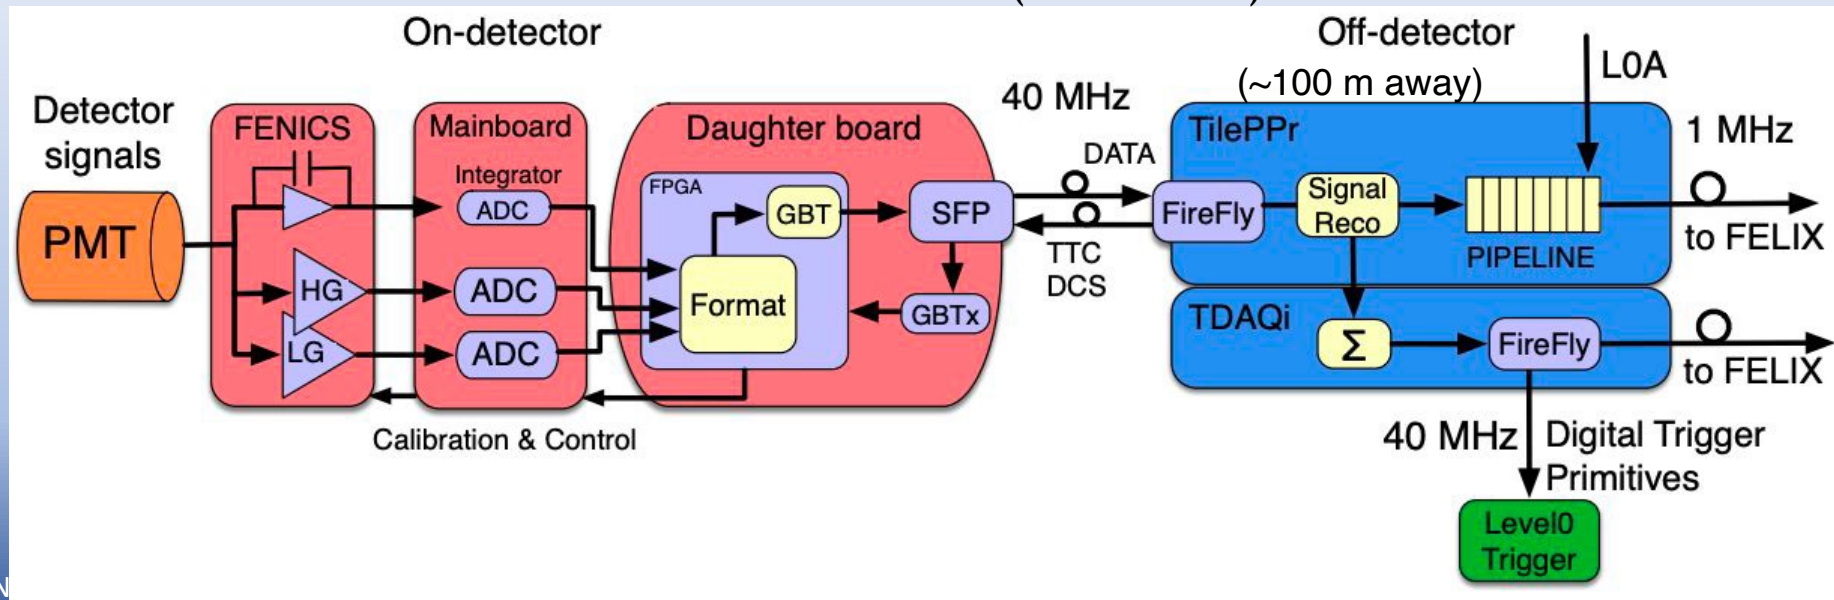 On-detector
Off-detector
(~100 m away)
L0A
40 MHz
1 MHz
Detector
signals
PMT
FENICS
HG
LG
Mainboard
Integrator
ADC
ADC
ADC
Daughter board
FPGA
GBT
Format
SFP
GBTx
Calibration & Control
DATA
TTC
DCS
TilePPr
FireFly
Signal
Reco
PIPELINE
to FELIX
TDAQi
Σ
FireFly
to FELIX
40 MHz
Digital Trigger
Primitives
Level0
Trigger
N